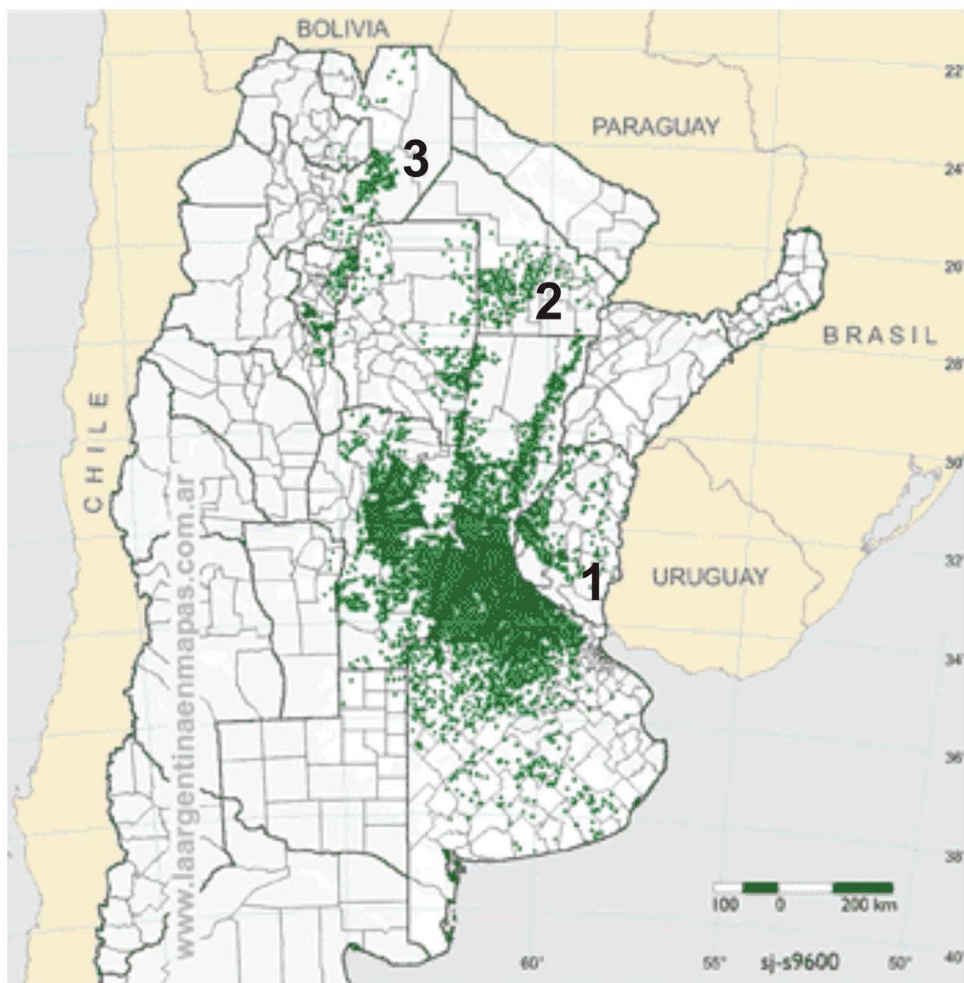 BOLIVIA
22°
PARAGUAY
3
24°
26°
2
BRASIL
28°
CHILE
30°
www.laargentinaenmapas.com.ar
32°
1
URUGUAY
34°
36°
38°
100 0 200 km
60° 55° sj-s9600 50° 40°